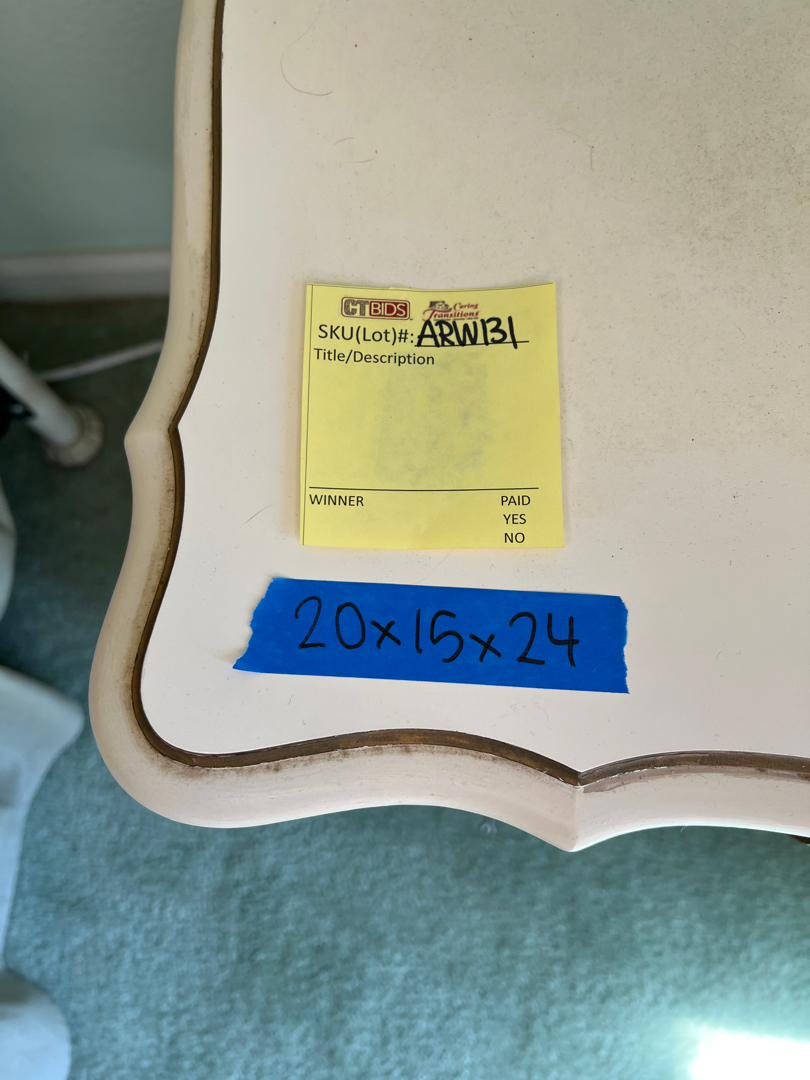 CTBIDS Caring Transitions
SKU(Lot)#: ARW131
Title/Description
WINNER PAID
YES
NO
20x15x24